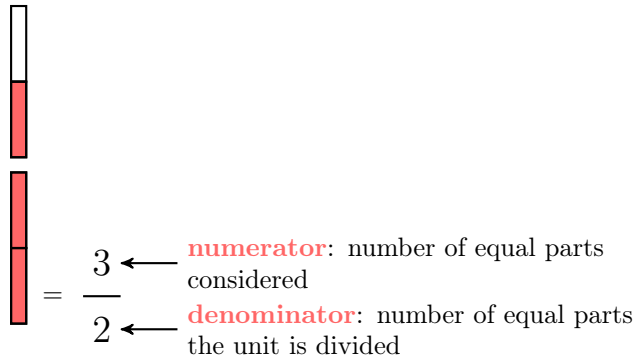 numerator: number of equal parts
considered
= 3/2
denominator: number of equal parts
the unit is divided